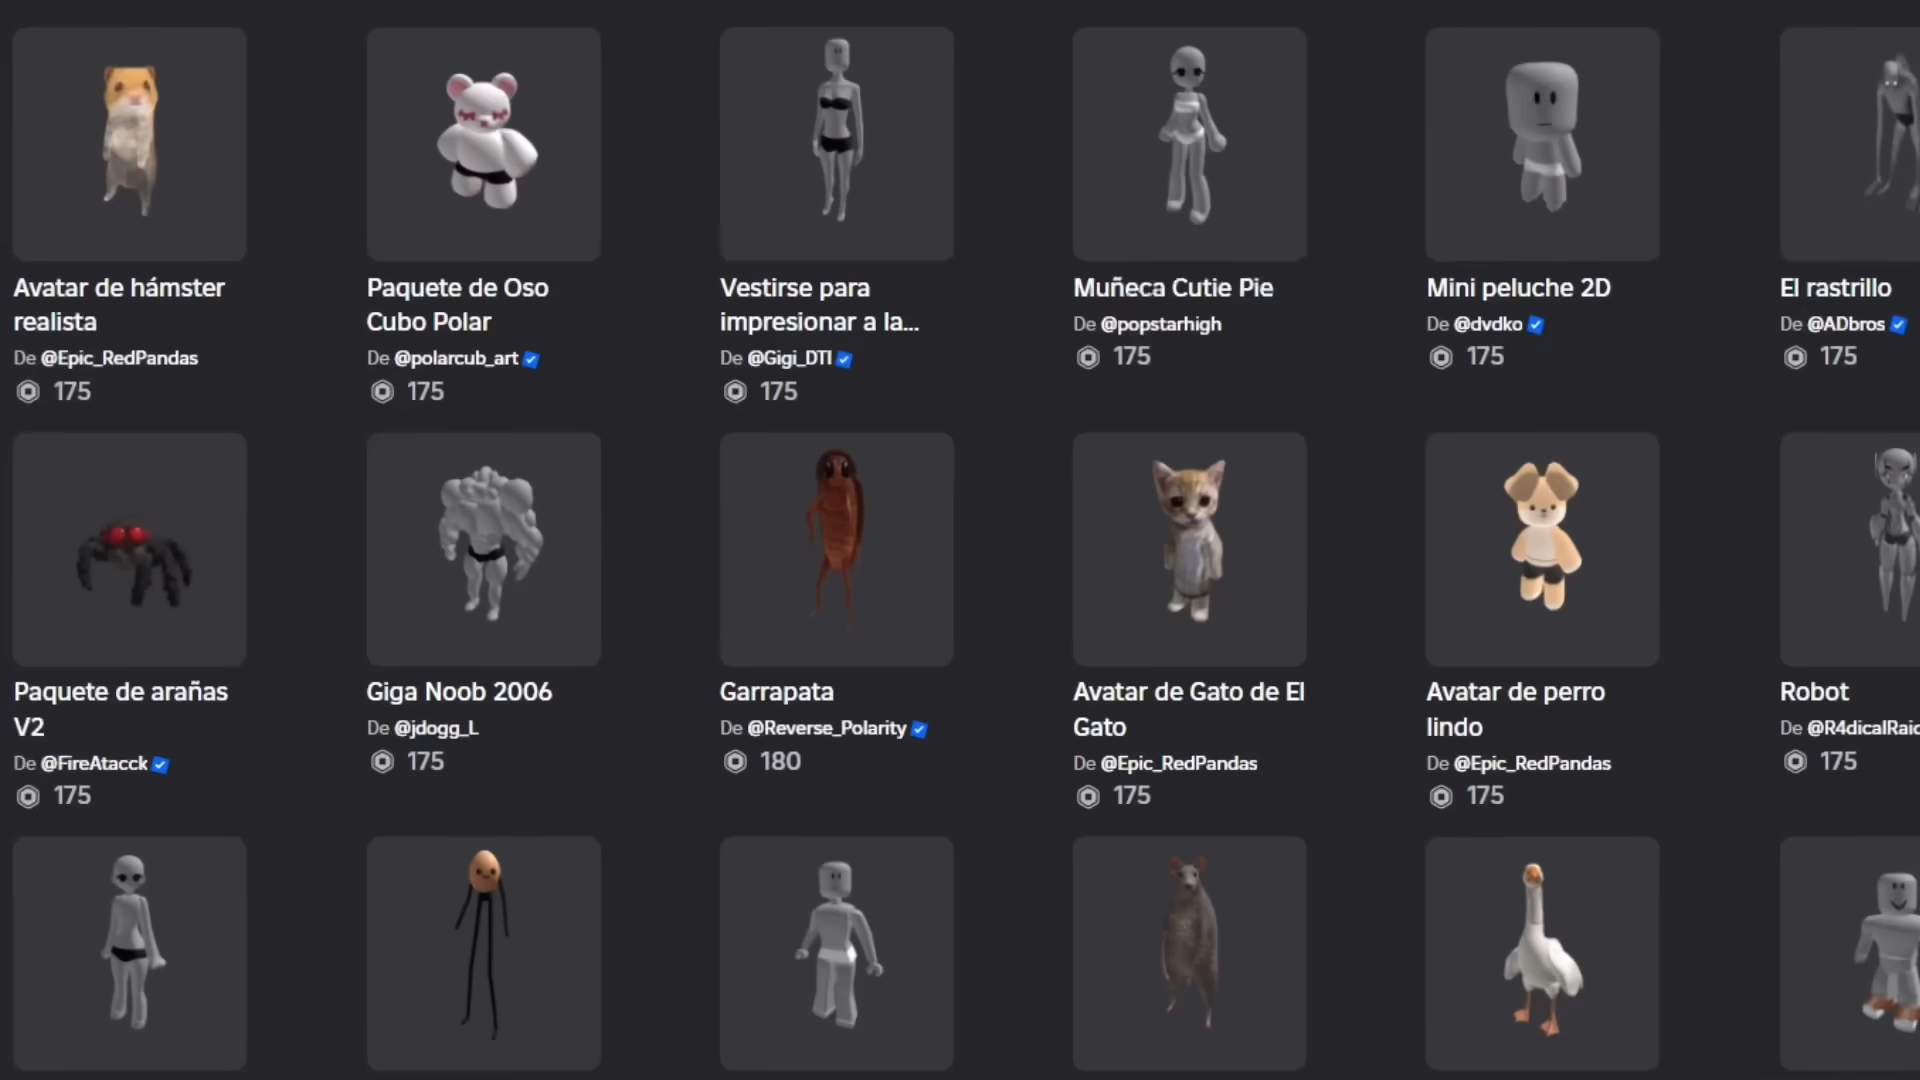 Avatar de hámster
realista
De @Epic_RedPandas
175
Paquete de Oso
Cubo Polar
De @polarcub_art
175
Vestirse para
impresionar a la...
De @Gigi_DTI
175
Muñeca Cutie Pie
De @popstarhigh
175
Mini peluche 2D
De @dvdko
175
El rastrillo
De @ADbros
175
Paquete de arañas
V2
De @FireAtacck
175
Giga Noob 2006
De @jdogg_L
175
Garrapata
De @Reverse_Polarity
180
Avatar de Gato de El
Gato
De @Epic_RedPandas
175
Avatar de perro
lindo
De @Epic_RedPandas
175
Robot
De @R4dicalRaid
175